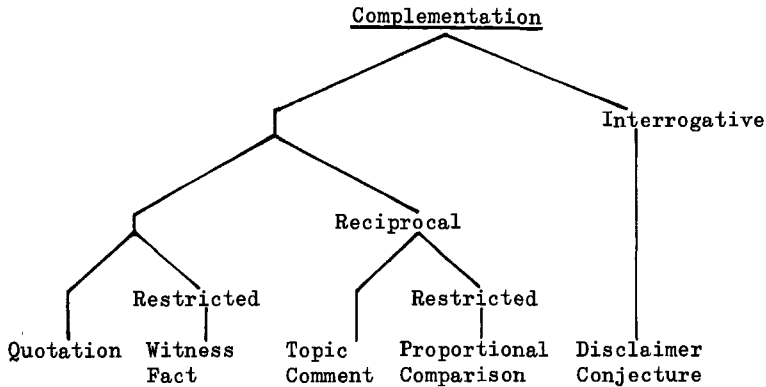 Complementation
Interrogative
Reciprocal
Restricted
Restricted
Quotation
Witness
Fact
Topic
Comment
Proportional
Comparison
Disclaimer
Conjecture